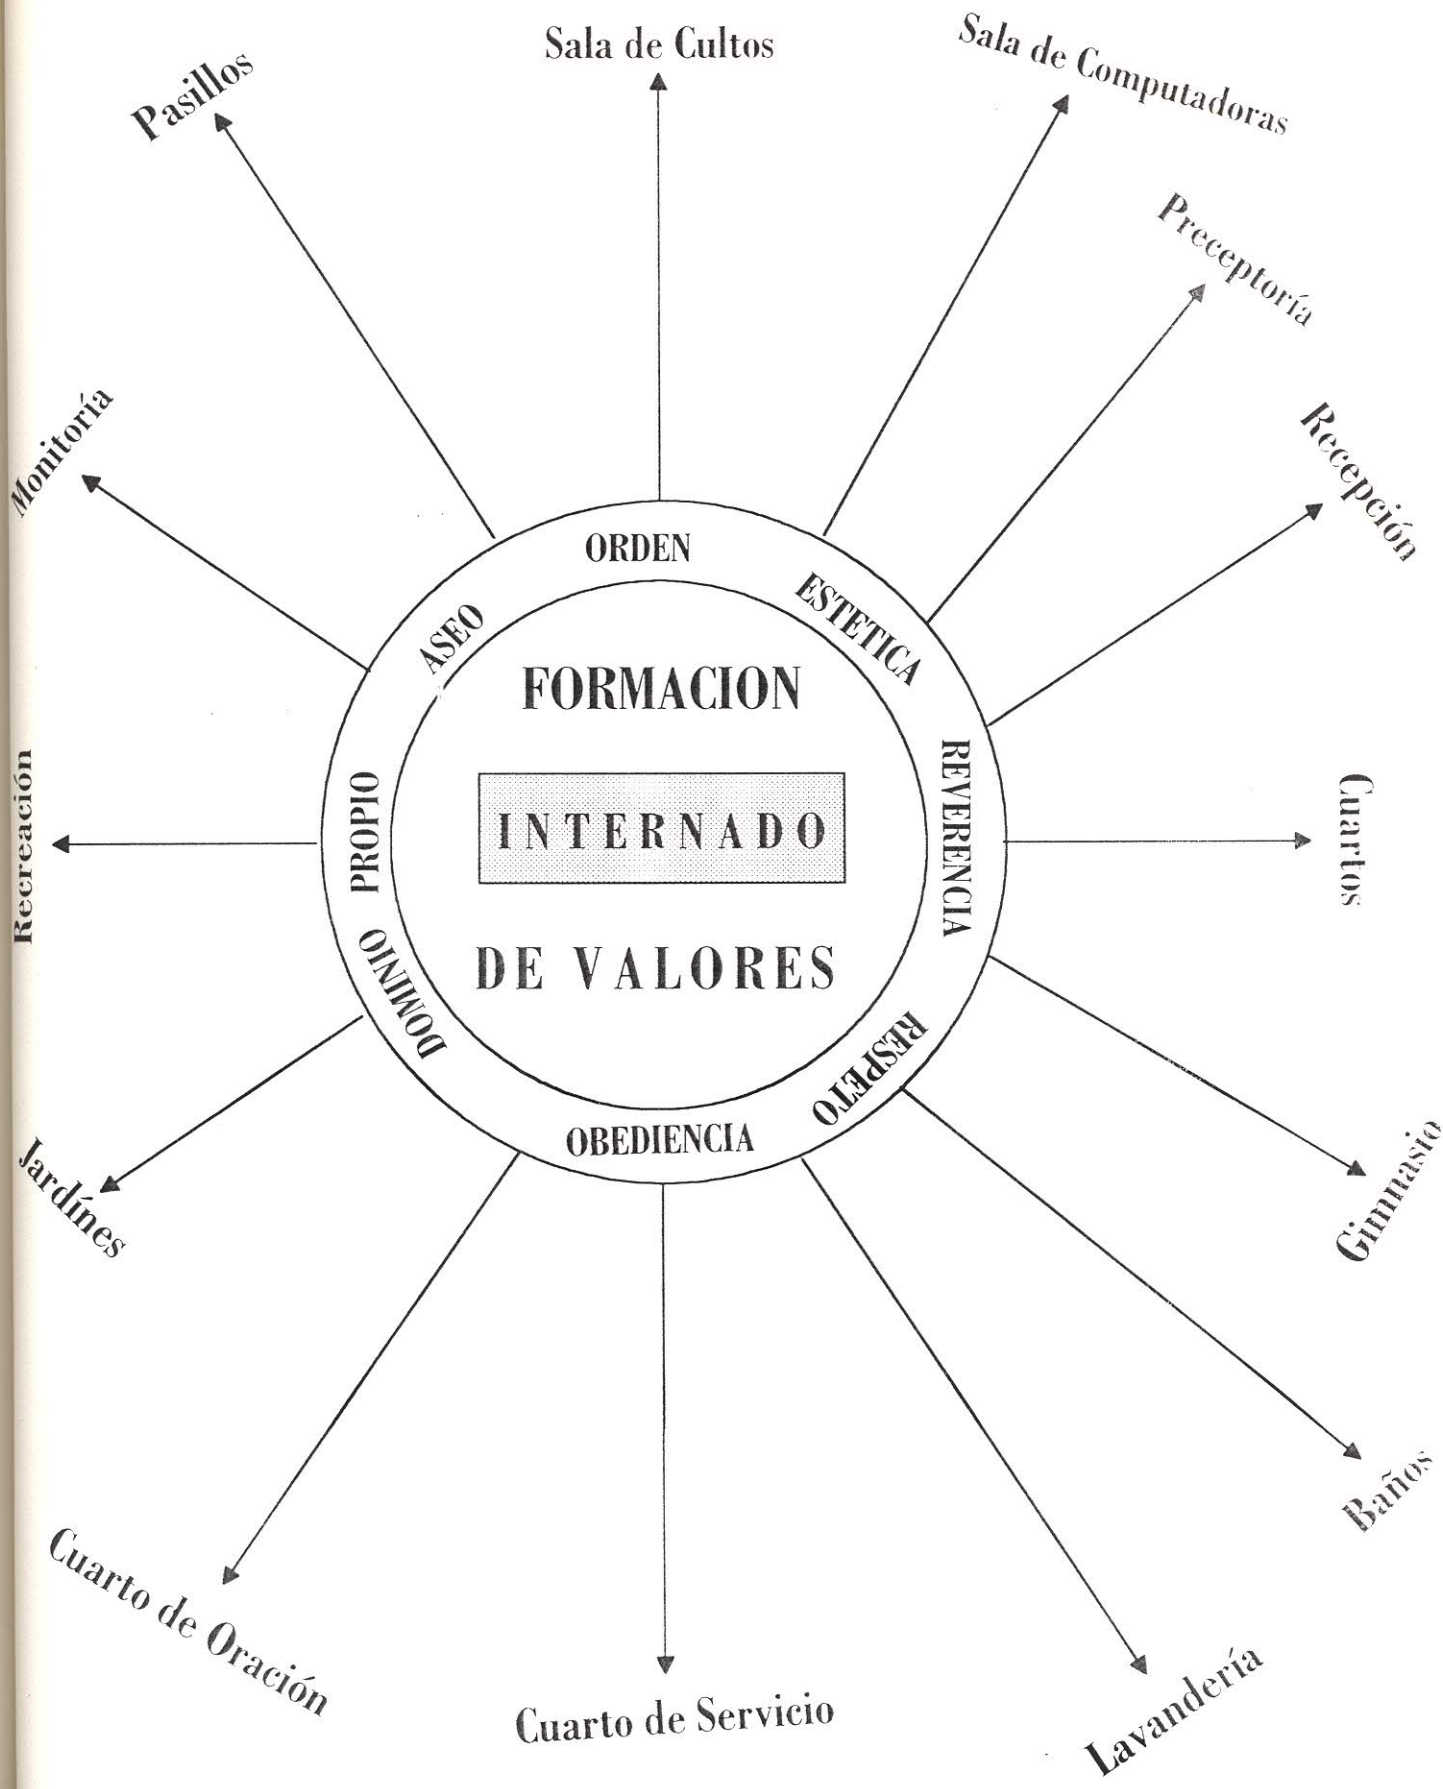 Sala de Cultos
Sala de Computadoras
Preceptoría
Recepción
Cuartos
Gimnasio
Baños
Lavandería
Cuarto de Servicio
Cuarto de Oración
Jardínes
Recreación
Monitoría
Pasillos
ORDEN
ESTETICA
REVERENCIA
RESPETO
OBEDIENCIA
DOMINIO PROPIO
ASEO
FORMACION
INTERNADO
DE VALORES